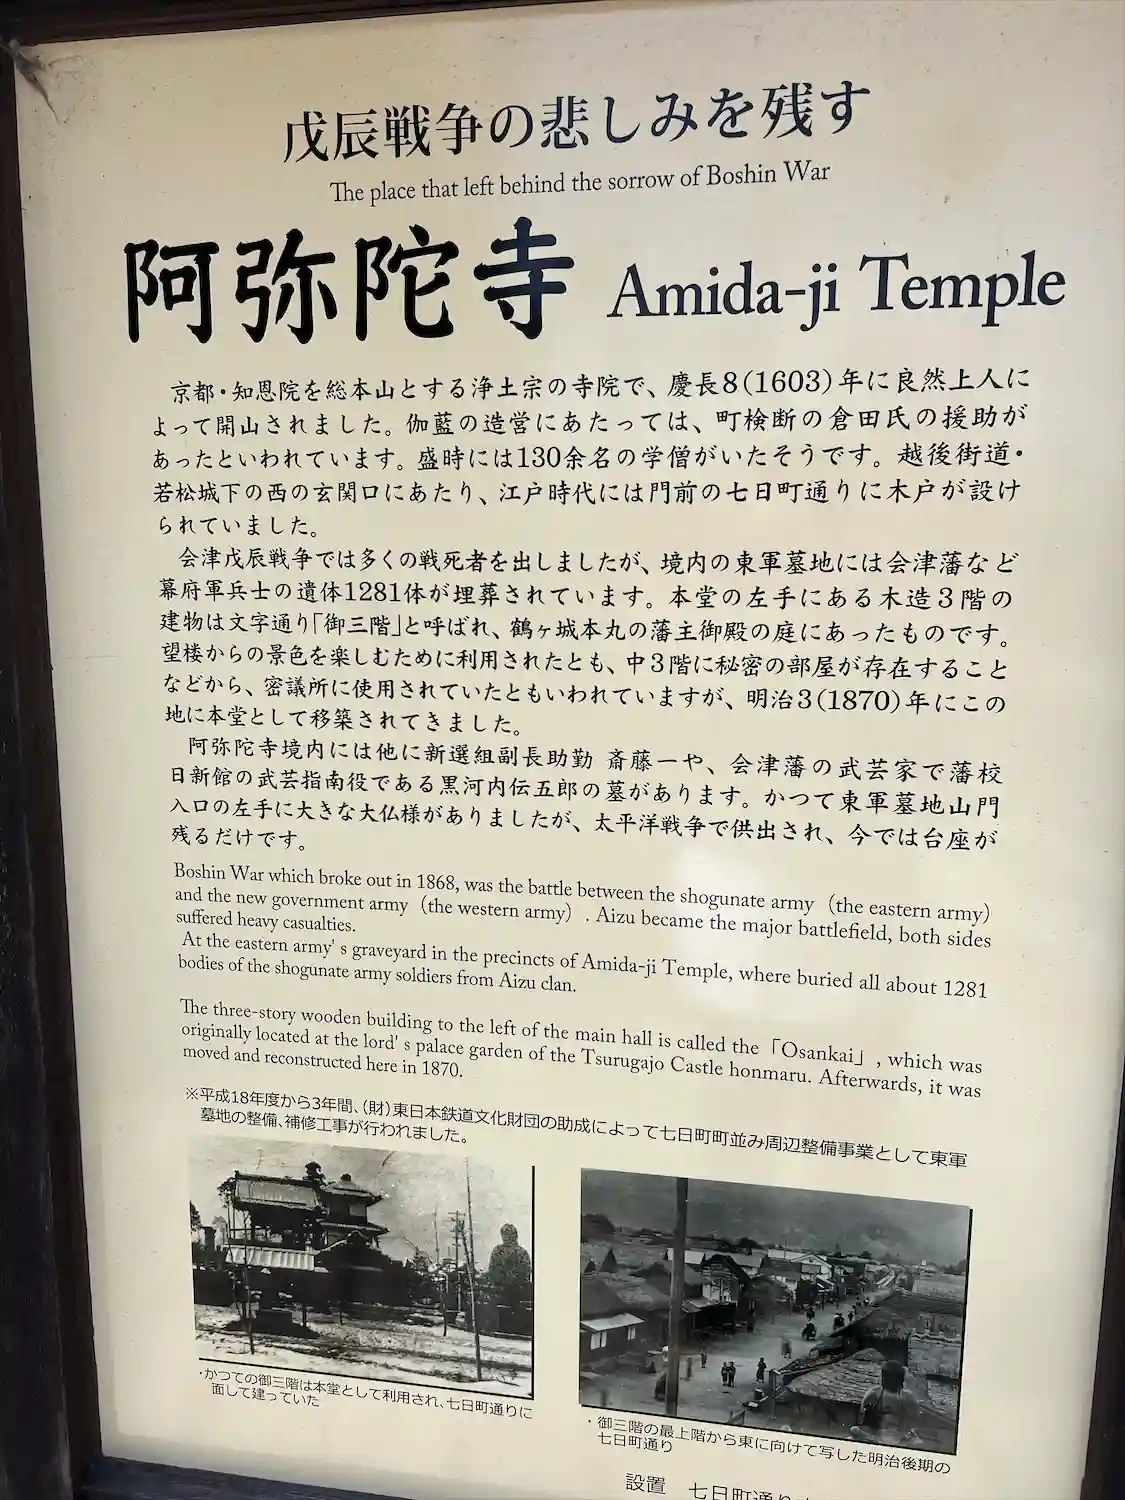 戊辰戦争の悲しみを残す
The place that left behind the sorrow of Boshin War
阿弥陀寺 Amida-ji Temple
京都・知恩院を総本山とする浄土宗の寺院で、慶長8(1603)年に良然上人に
よって開山されました。伽藍の造営にあたっては、町検断の倉田氏の援助が
あったといわれています。盛時には130余名の学僧がいたそうです。越後街道・
若松城下の西の玄関口にあたり、江戸時代には門前の七日町通りに木戸が設け
られていました。
会津戊辰戦争では多くの戦死者を出しましたが、境内の東軍墓地には会津藩など
幕府軍兵士の遺体1281体が埋葬されています。本堂の左手にある木造3階の
建物は文字通り「御三階」と呼ばれ、鶴ヶ城本丸の藩主御殿の庭にあったものです。
望楼からの景色を楽しむために利用されたとも、中3階に秘密の部屋が存在すること
などから、密議所に使用されていたともいわれていますが、明治3(1870)年にこの
地に本堂として移築されてきました。
阿弥陀寺境内には他に新選組副長助勤 斎藤一や、会津藩の武芸家で藩校
日新館の武芸指南役である黒河内伝五郎の墓があります。かつて東軍墓地山門
入口の左手に大きな大仏様がありましたが、太平洋戦争で供出され、今では台座が
残るだけです。
Boshin War which broke out in 1868, was the battle between the shogunate army（the eastern army）
and the new government army（the western army）. Aizu became the major battlefield, both sides
suffered heavy casualties.
At the eastern army' s graveyard in the precincts of Amida-ji Temple, where buried all about 1281
bodies of the shogunate army soldiers from Aizu clan.
The three-story wooden building to the left of the main hall is called the「Osankai」, which was
originally located at the lord' s palace garden of the Tsurugajo Castle honmaru. Afterwards, it was
moved and reconstructed here in 1870.
※平成18年度から3年間、(財)東日本鉄道文化財団の助成によって七日町町並み周辺整備事業として東軍
墓地の整備、補修工事が行われました。
・かつての御三階は本堂として利用され、七日町通りに
面して建っていた
・御三階の最上階から東に向けて写した明治後期の
七日町通り
設置 七日町通り